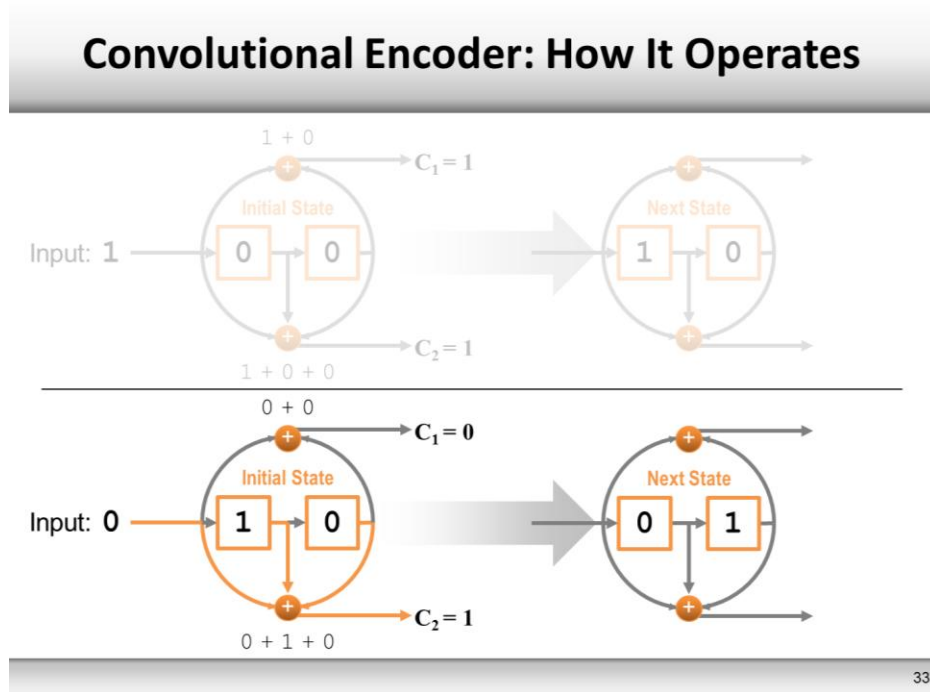 Convolutional Encoder: How It Operates
1 + 0
C1 = 1
Initial State
Next State
Input: 1
0
0
1
0
C2 = 1
1 + 0 + 0
0 + 0
C1 = 0
Initial State
Next State
Input: 0
1
0
0
1
C2 = 1
0 + 1 + 0
+
+
+
+
+
+
+
+
33